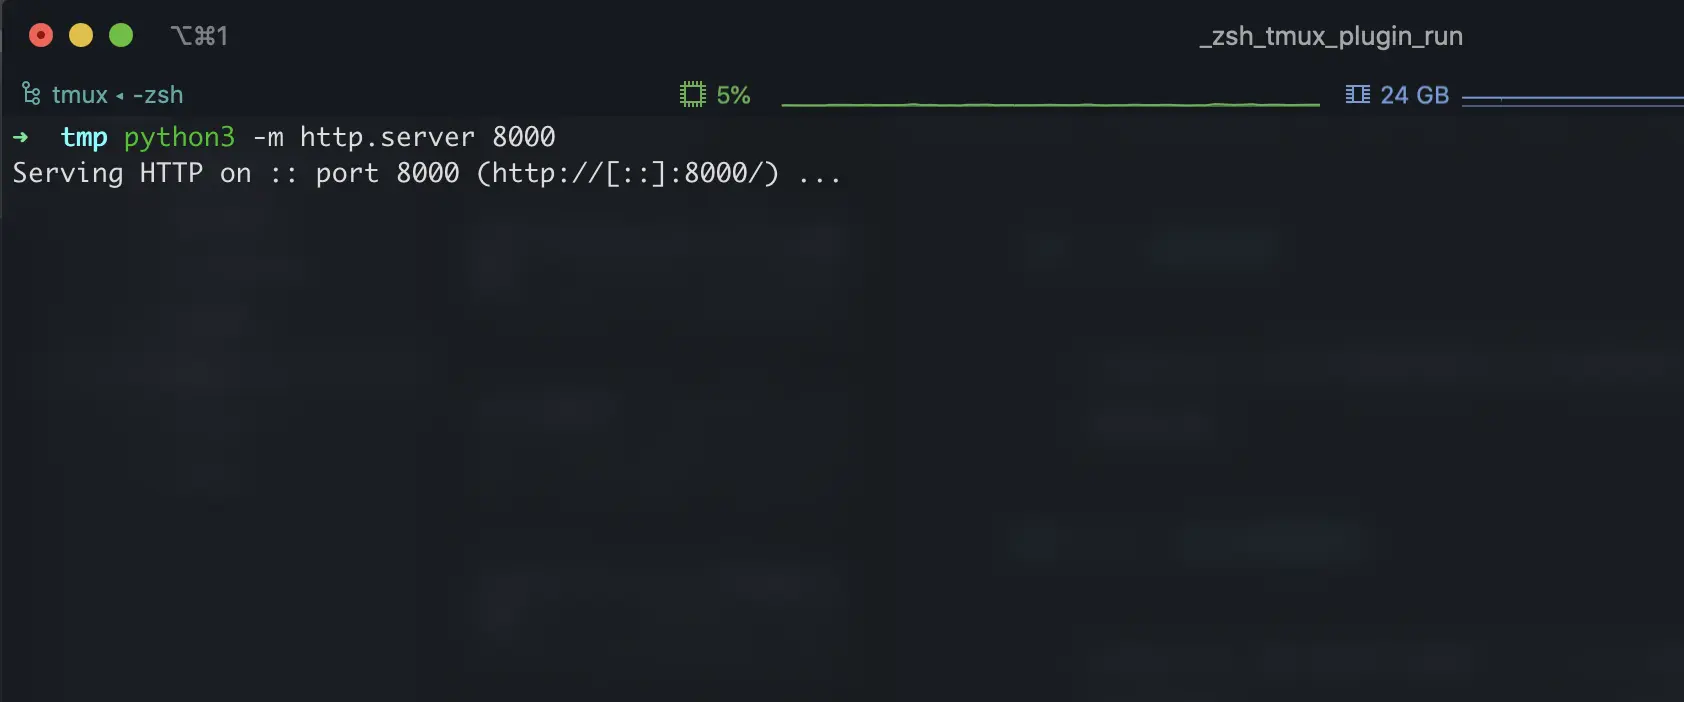 ⌥⌘1
_zsh_tmux_plugin_run
tmux ◂ -zsh
5%
24 GB
➜ tmp python3 -m http.server 8000
Serving HTTP on :: port 8000 (http://[::]:8000/) ...